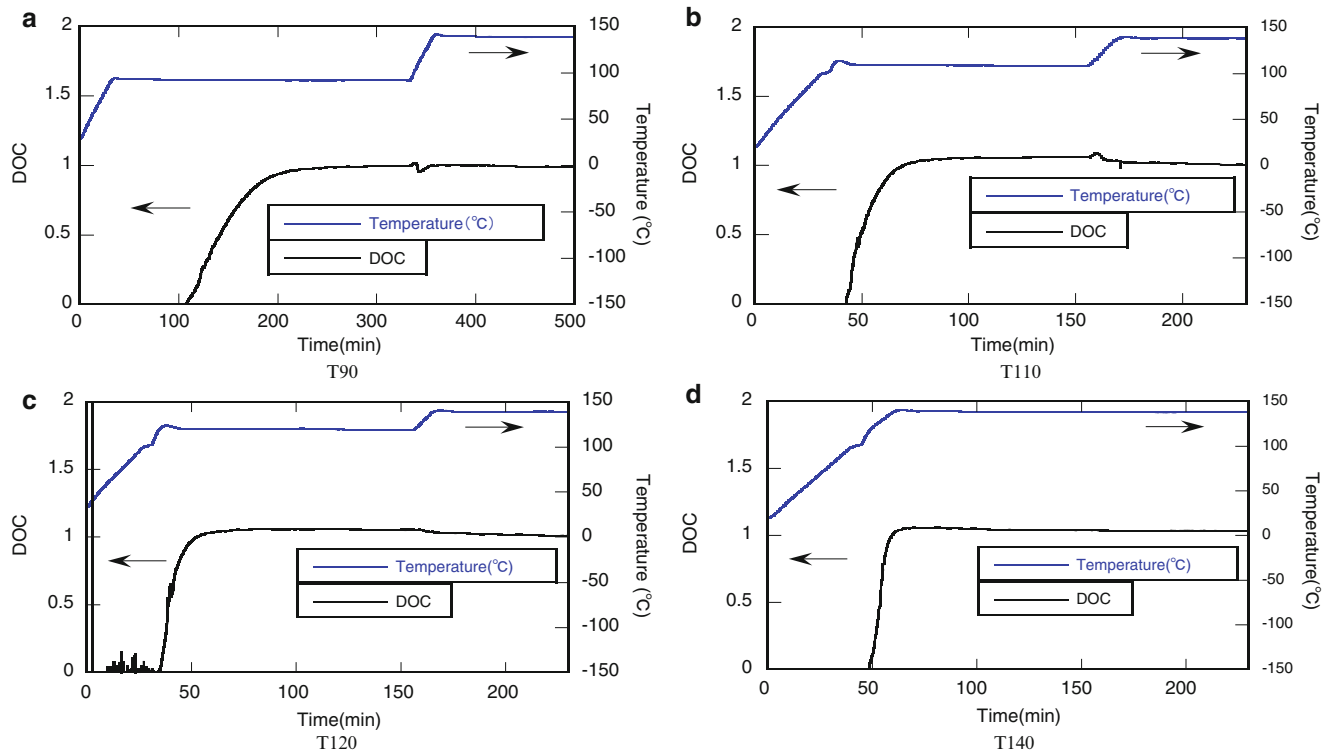 a
2
1.5
1
0.5
0
DOC
150
100
50
0
-50
-100
-150
Temperature (°C)
Temperature(°C)
DOC
0 100 200 300 400 500
Time(min)
T90
b
2
1.5
1
0.5
0
DOC
150
100
50
0
-50
-100
-150
Temperature(°C)
Temperature(°C)
DOC
0 50 100 150 200
Time(min)
T110
c
2
1.5
1
0.5
0
DOC
150
100
50
0
-50
-100
-150
Temperature (°C)
Temperature(°C)
DOC
0 50 100 150 200
Time(min)
T120
d
2
1.5
1
0.5
0
DOC
150
100
50
0
-50
-100
-150
Temperature(°C)
Temperature(°C)
DOC
0 50 100 150 200
Time(min)
T140